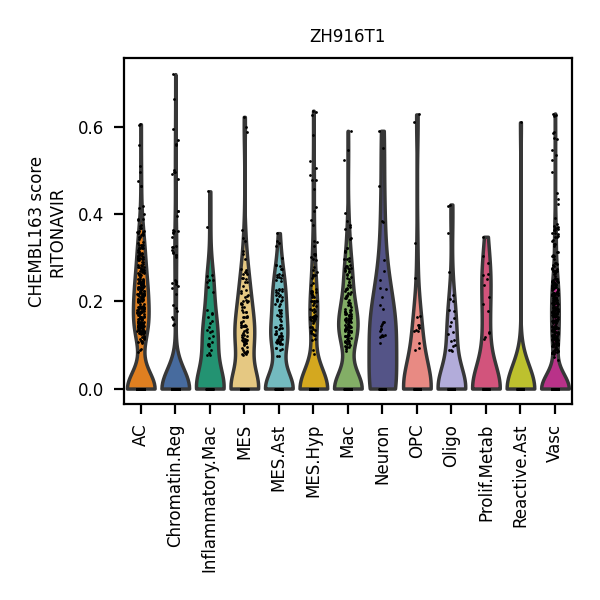 ZH916T1
CHEMBL163 score
RITONAVIR
0.6
0.4
0.2
0.0
AC
Chromatin.Reg
Inflammatory.Mac
MES
MES.Ast
MES.Hyp
Mac
Neuron
OPC
Oligo
Prolif.Metab
Reactive.Ast
Vasc